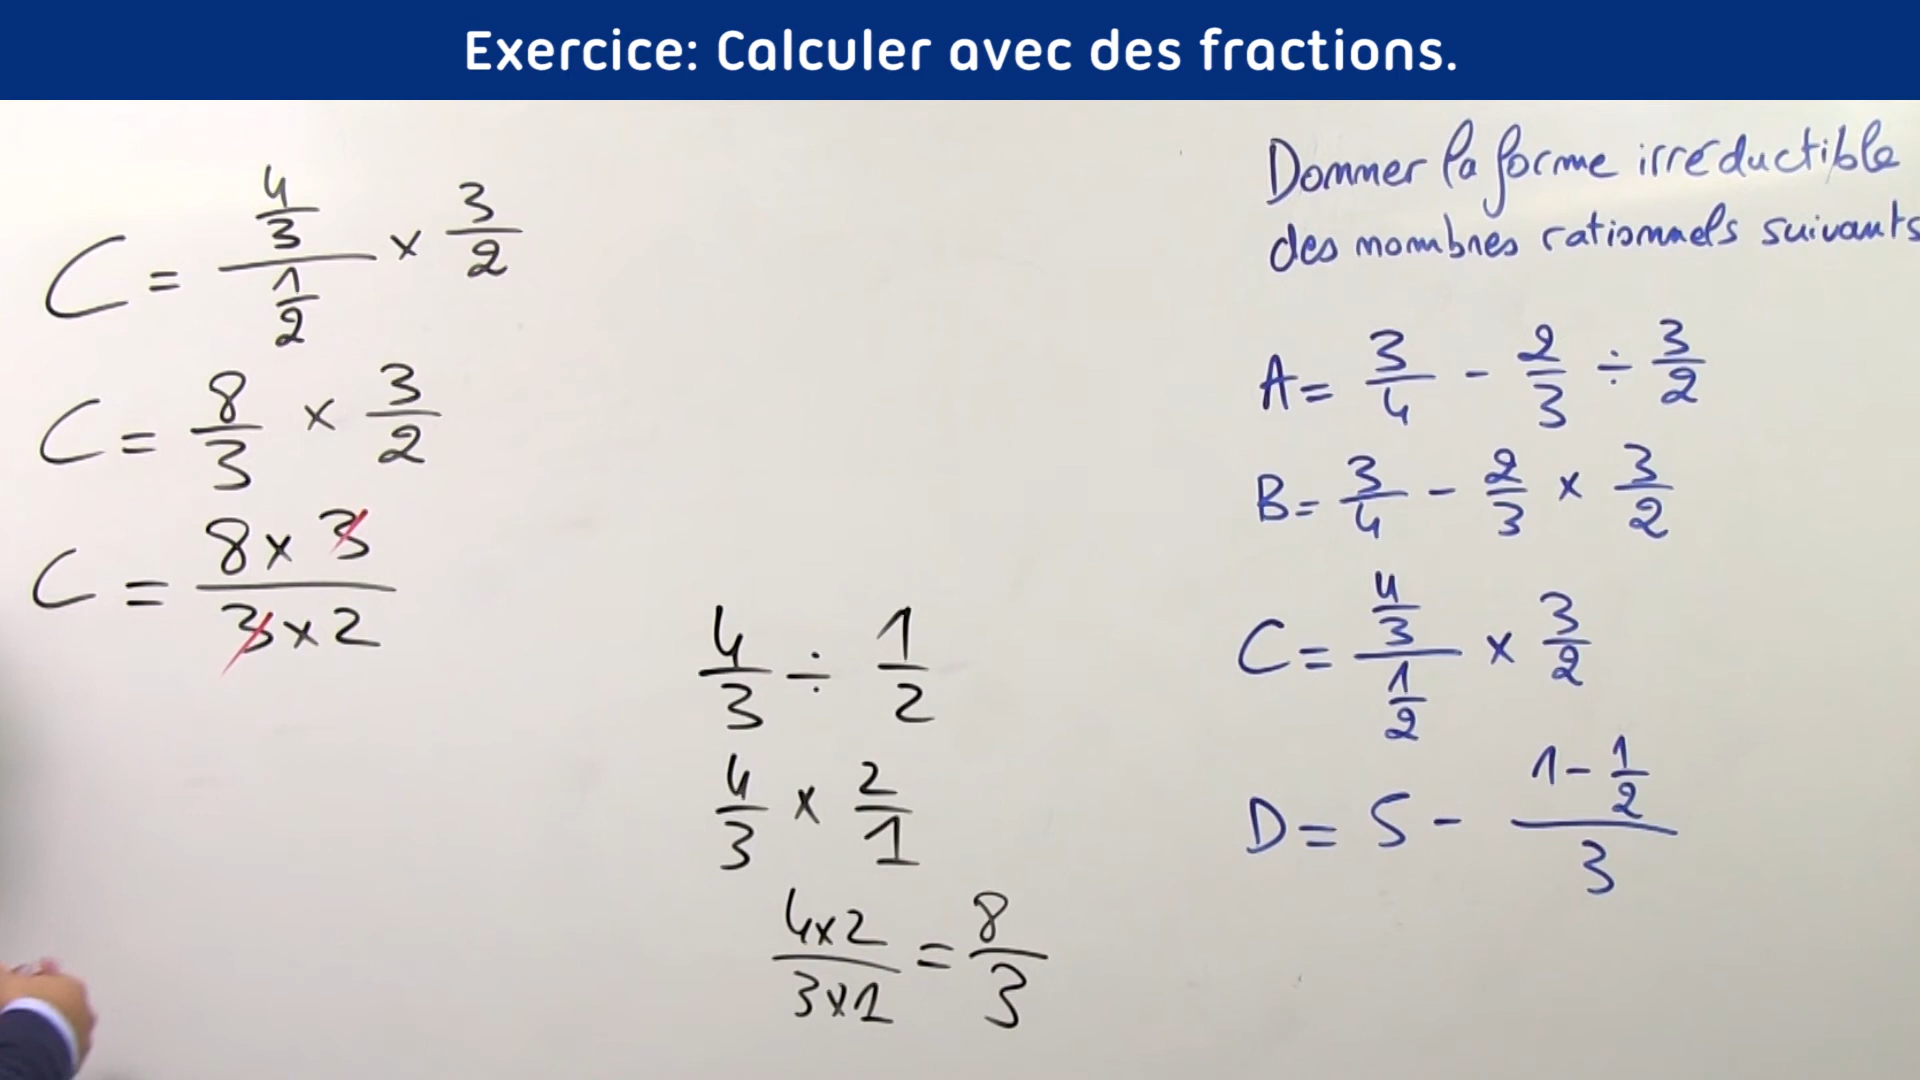 Exercice: Calculer avec des fractions.
C = (4/3)/(1/2) × 3/2
C = 8/3 × 3/2
C = (8 × 3)/(3 × 2)
4/3 ÷ 1/2
4/3 × 2/1
(4×2)/(3×1) = 8/3
Donner la forme irréductible
des nombres rationnels suivants
A = 3/4 - 2/3 ÷ 3/2
B = 3/4 - 2/3 × 3/2
C = (4/3)/(1/2) × 3/2
D = 5 - (1 - 1/2)/3